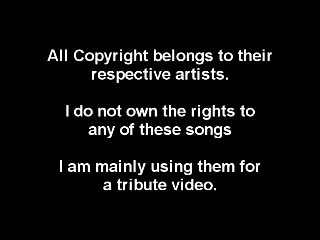 All Copyright belongs to their
respective artists.
I do not own the rights to
any of these songs
I am mainly using them for
a tribute video.